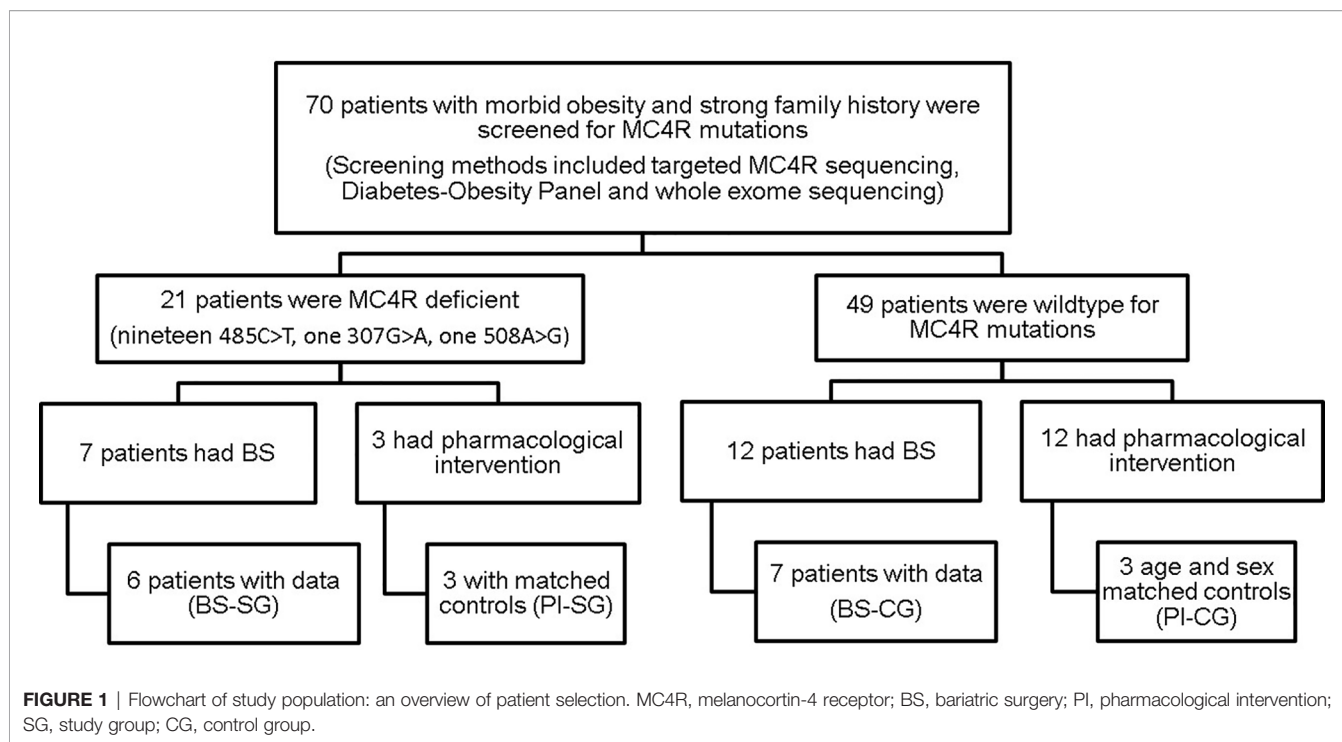 70 patients with morbid obesity and strong family history were
screened for MC4R mutations
(Screening methods included targeted MC4R sequencing,
Diabetes-Obesity Panel and whole exome sequencing)
21 patients were MC4R deficient
(nineteen 485C>T, one 307G>A, one 508A>G)
49 patients were wildtype for
MC4R mutations
7 patients had BS
3 had pharmacological
intervention
12 patients had BS
12 had pharmacological
intervention
6 patients with data
(BS-SG)
3 with matched
controls (PI-SG)
7 patients with data
(BS-CG)
3 age and sex
matched controls
(PI-CG)
FIGURE 1 | Flowchart of study population: an overview of patient selection. MC4R, melanocortin-4 receptor; BS, bariatric surgery; PI, pharmacological intervention;
SG, study group; CG, control group.